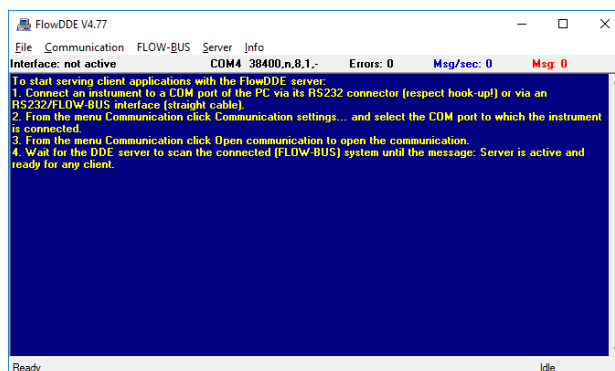 FlowDDE V4.77
File Communication FLOW-BUS Server Info
Interface: not active COM4 38400,n,8,1,- Errors: 0 Msg/sec: 0 Msg: 0
To start serving client applications with the FlowDDE server:
1. Connect an instrument to a COM port of the PC via its RS232 connector (respect hook-up!) or via an
RS232/FLOW-BUS interface (straight cable).
2. From the menu Communication click Communication settings... and select the COM port to which the instrument
is connected.
3. From the menu Communication click Open communication to open the communication.
4. Wait for the DDE server to scan the connected (FLOW-BUS) system until the message: Server is active and
ready for any client.
Ready Idle